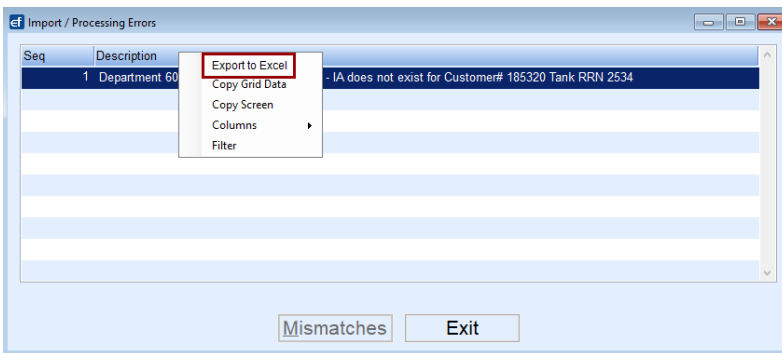 ef Import / Processing Errors
Seq Description
1 Department 60 - IA does not exist for Customer# 185320 Tank RRN 2534
Export to Excel
Copy Grid Data
Copy Screen
Columns
Filter
Mismatches Exit